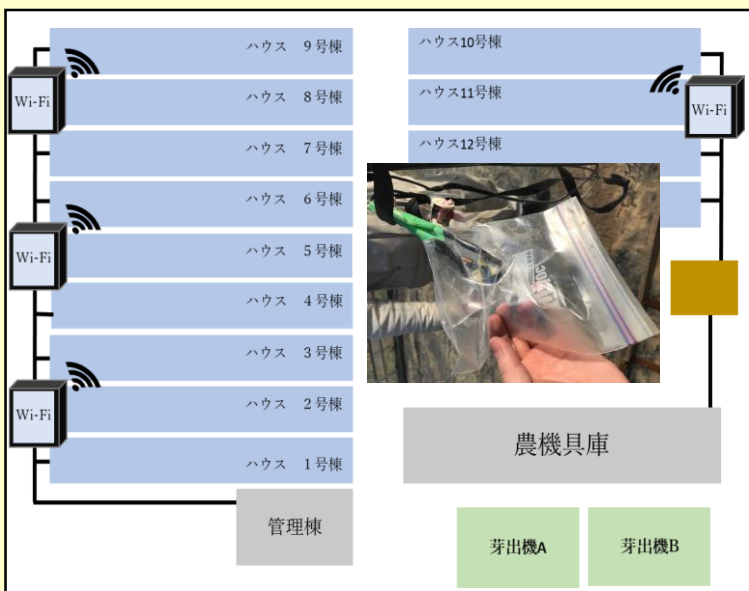 ハウス 9号棟
ハウス 8号棟
ハウス 7号棟
ハウス 6号棟
ハウス 5号棟
ハウス 4号棟
ハウス 3号棟
ハウス 2号棟
ハウス 1号棟
Wi-Fi
Wi-Fi
Wi-Fi
管理棟
ハウス10号棟
ハウス11号棟
ハウス12号棟
Wi-Fi
農機具庫
芽出機A
芽出機B